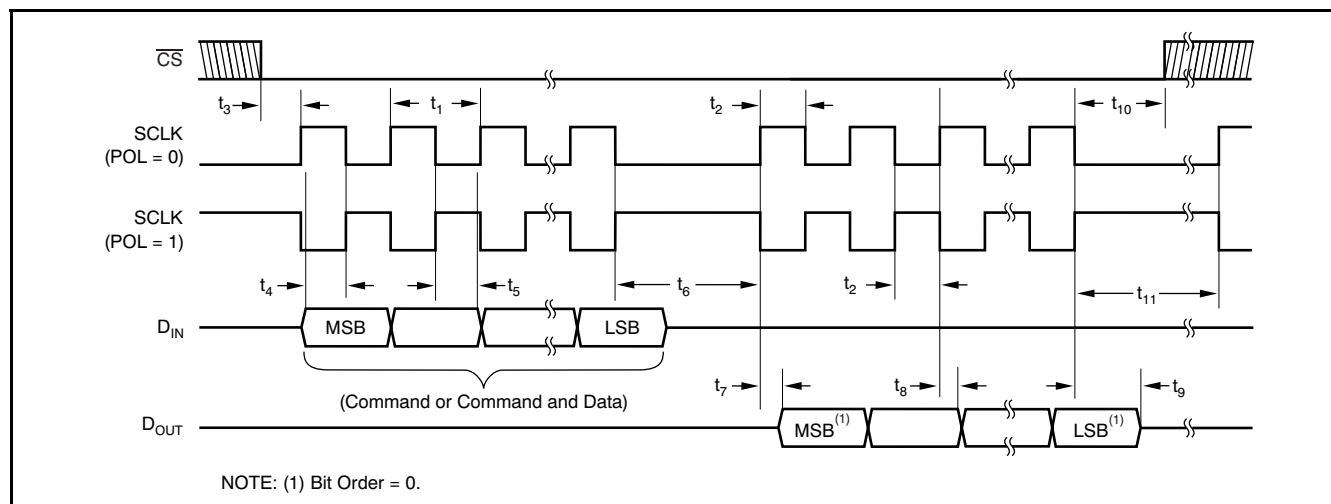 CS
t3
t1
t2
t10
SCLK
(POL = 0)
SCLK
(POL = 1)
t4
t5
t6
t2
t11
DIN
MSB
LSB
(Command or Command and Data)
t7
t8
t9
DOUT
MSB(1)
LSB(1)
NOTE: (1) Bit Order = 0.